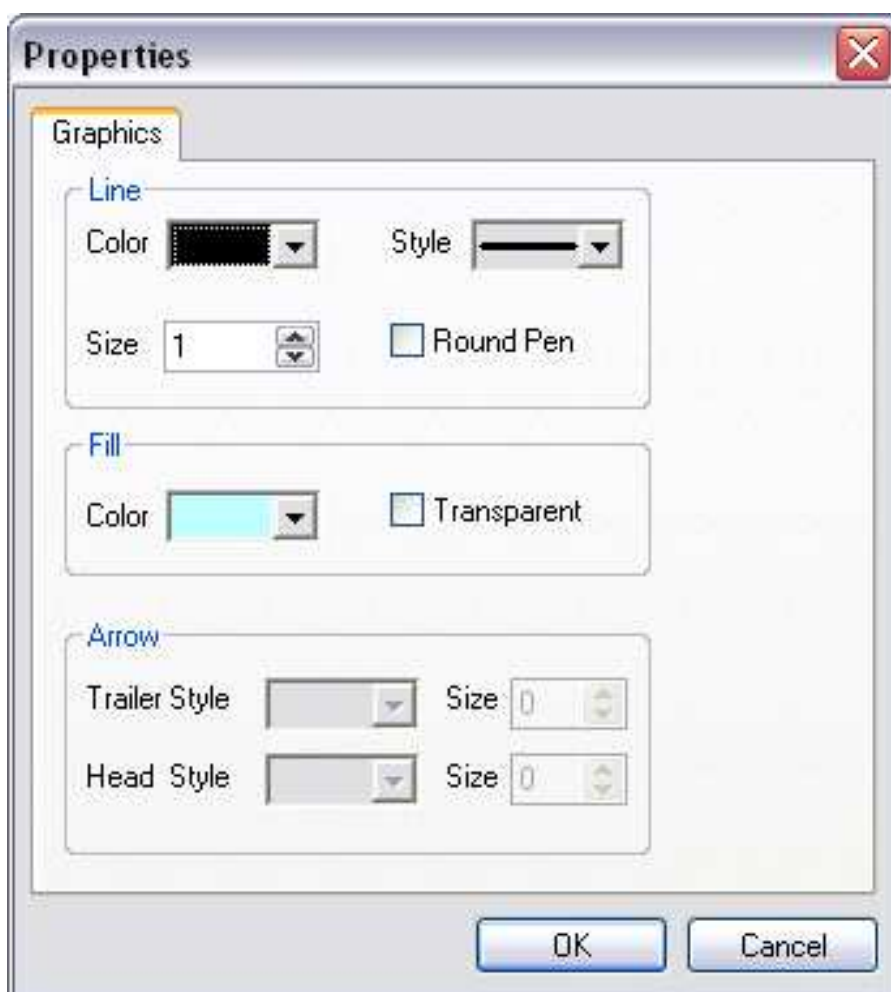 Properties
Graphics
Line
Color
Style
Size 1
Round Pen
Fill
Color
Transparent
Arrow
Trailer Style
Size 0
Head Style
Size 0
OK
Cancel